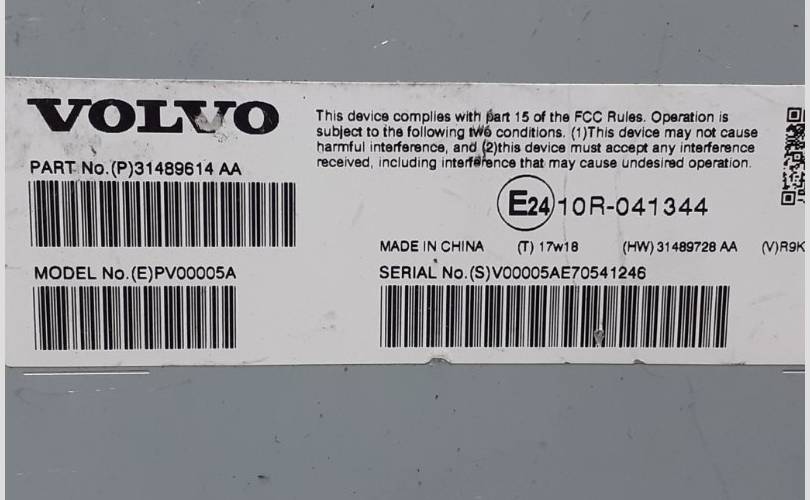 VOLVO
This device complies with part 15 of the FCC Rules. Operation is
subject to the following two conditions. (1)This device may not cause
harmful interference, and (2)this device must accept any interference
received, including interference that may cause undesired operation.
PART No.(P)31489614 AA
E24 10R-041344
MADE IN CHINA (T) 17w18 (HW) 31489728 AA (V)R9K
MODEL No.(E)PV00005A
SERIAL No.(S)V00005AE70541246